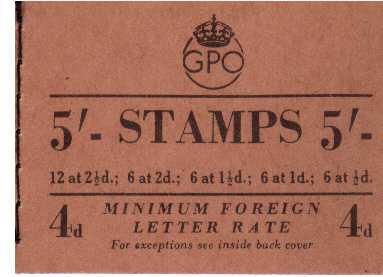 GPO
5'- STAMPS 5'-
12 at 2½d.; 6 at 2d.; 6 at 1½d.; 6 at 1d.; 6 at ½d.
4d MINIMUM FOREIGN 4d
LETTER RATE
For exceptions see inside back cover